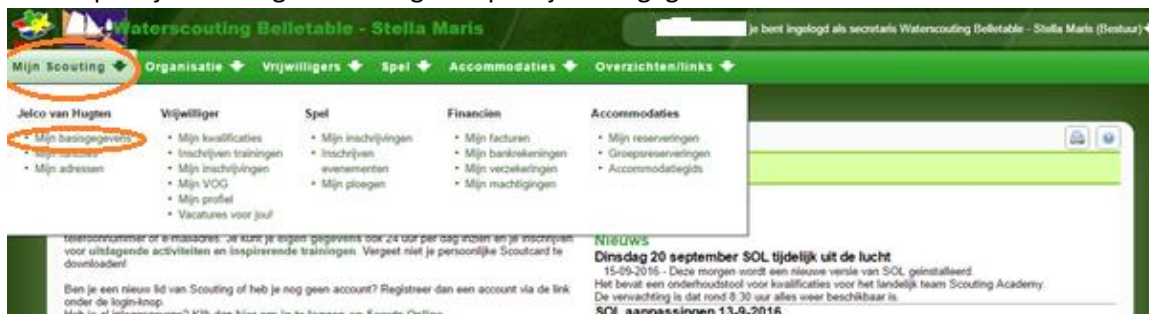 Waterscouting Belletable - Stella Maris
je bent ingelogd als secretaris Waterscouting Belletable - Stella Maris (Bestuur)
Mijn Scouting Organisatie Vrijwilligers Spel Accommodaties Overzichten/links
Jelco van Hugten
Mijn basisgegevens
Mijn functies
Mijn adressen
Vrijwilliger
Mijn kwalificaties
Inschrijven trainingen
Mijn inschrijvingen
Mijn VOG
Mijn profiel
Vacatures voor jou!
Spel
Mijn inschrijvingen
Inschrijven
evenementen
Mijn ploegen
Financien
Mijn facturen
Mijn bankrekeningen
Mijn verzekeringen
Mijn machtigingen
Accommodaties
Mijn reserveringen
Groepsreserveringen
Accommodatiegids
telefoonnummer of e-mailadres. Je kunt je eigen gegevens ook 24 uur per dag inzien en je inschrijven
voor uitdagende activiteiten en inspirerende trainingen. Vergeet niet je persoonlijke Scoutcard te
downloaden!
Ben je een nieuw lid van Scouting of heb je nog geen account? Registreer dan een account via de link
onder de login-knop.
Nieuws
Dinsdag 20 september SOL tijdelijk uit de lucht
15-09-2016 - Deze morgen wordt een nieuwe versie van SOL geinstalleerd.
Het bevat een onderhoudstool voor kwalificaties voor het landelijk team Scouting Academy.
De verwachting is dat rond 8:30 uur alles weer beschikbaar is.
SOL aanpassingen 13-9-2016